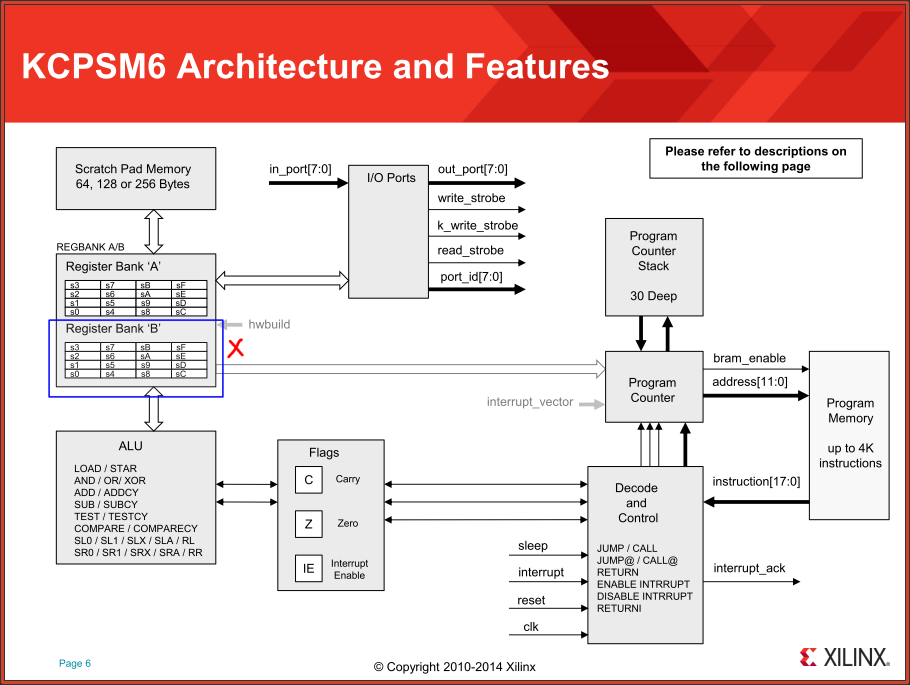 KCPSM6 Architecture and Features
Please refer to descriptions on
the following page
Scratch Pad Memory
64, 128 or 256 Bytes
REGBANK A/B
Register Bank ‘A’
s3 s7 sB sF
s2 s6 sA sE
s1 s5 s9 sD
s0 s4 s8 sC
Register Bank ‘B’
s3 s7 sB sF
s2 s6 sA sE
s1 s5 s9 sD
s0 s4 s8 sC
hwbuild
X
in_port[7:0]
I/O Ports
out_port[7:0]
write_strobe
k_write_strobe
read_strobe
port_id[7:0]
Program
Counter
Stack
30 Deep
Program
Counter
interrupt_vector
bram_enable
address[11:0]
Program
Memory
up to 4K
instructions
instruction[17:0]
ALU
LOAD / STAR
AND / OR/ XOR
ADD / ADDCY
SUB / SUBCY
TEST / TESTCY
COMPARE / COMPARECY
SL0 / SL1 / SLX / SLA / RL
SR0 / SR1 / SRX / SRA / RR
Flags
C Carry
Z Zero
IE Interrupt
Enable
Decode
and
Control
JUMP / CALL
JUMP@ / CALL@
RETURN
ENABLE INTRRUPT
DISABLE INTRRUPT
RETURNI
sleep
interrupt
reset
clk
interrupt_ack
Page 6
© Copyright 2010-2014 Xilinx
XILINX.